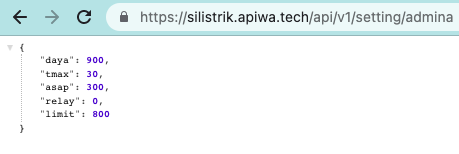 https://silistrik.apiwa.tech/api/v1/setting/admina
{
"daya": 900,
"tmax": 30,
"asap": 300,
"relay": 0,
"limit": 800
}